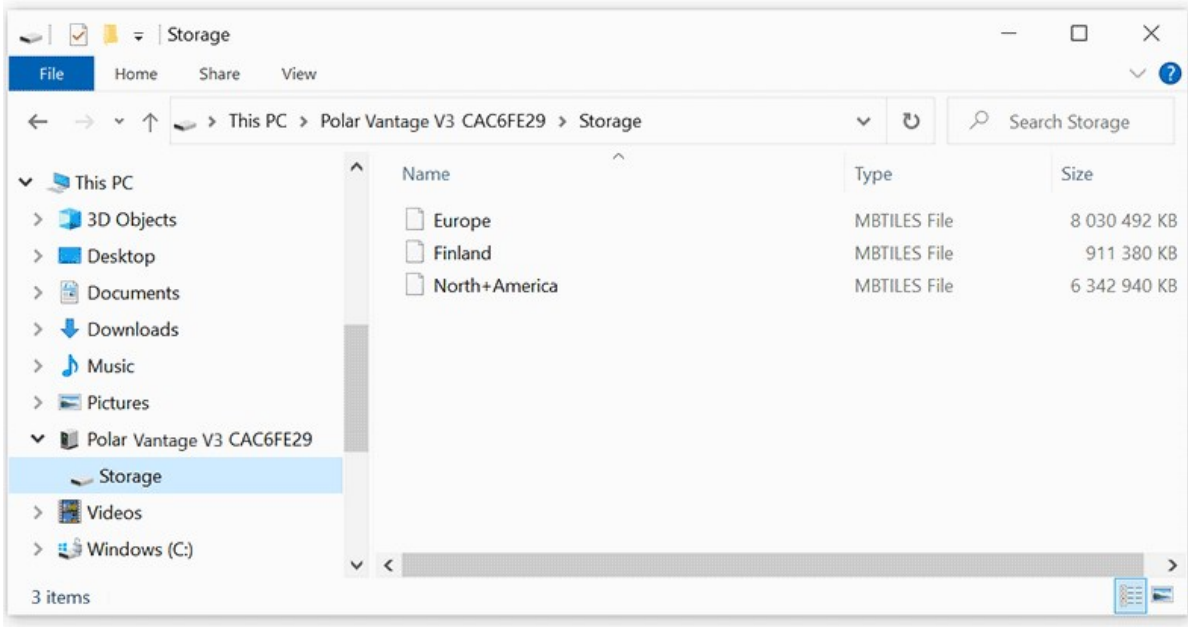 Storage
File Home Share View
This PC > Polar Vantage V3 CAC6FE29 > Storage
Search Storage
This PC
3D Objects
Desktop
Documents
Downloads
Music
Pictures
Polar Vantage V3 CAC6FE29
Storage
Videos
Windows (C:)
Name Type Size
Europe MBTILES File 8 030 492 KB
Finland MBTILES File 911 380 KB
North+America MBTILES File 6 342 940 KB
3 items